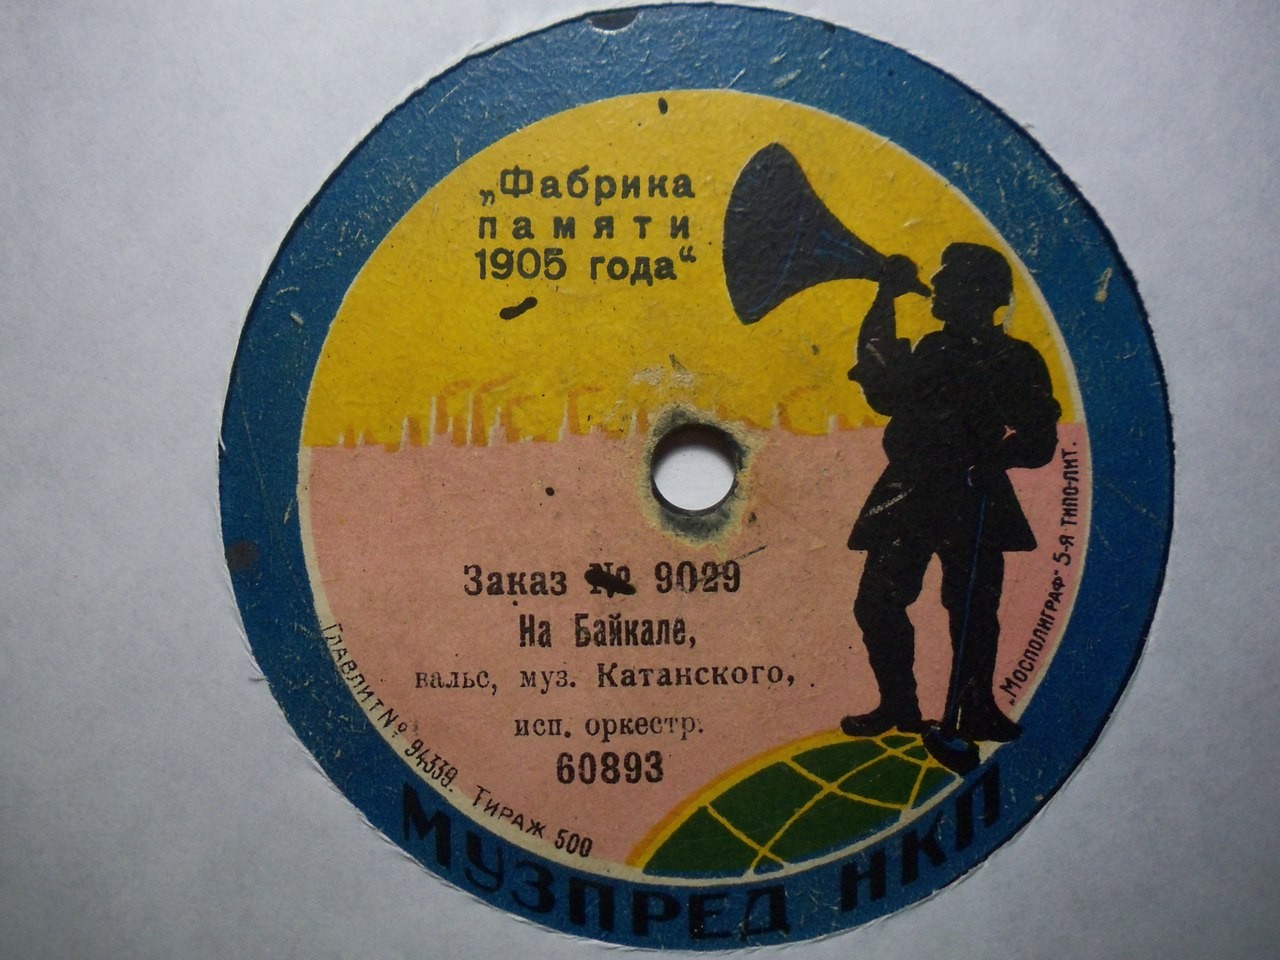 „Фабрика
памяти
1905 года“
Заказ № 9029
На Байкале,
вальс, муз. Катанского,
исп. оркестр.
60893
Главлит № 94339. Тираж 500
„Мосполиграф“ 5-я типо-лит.
МУЗПРЕД НКП